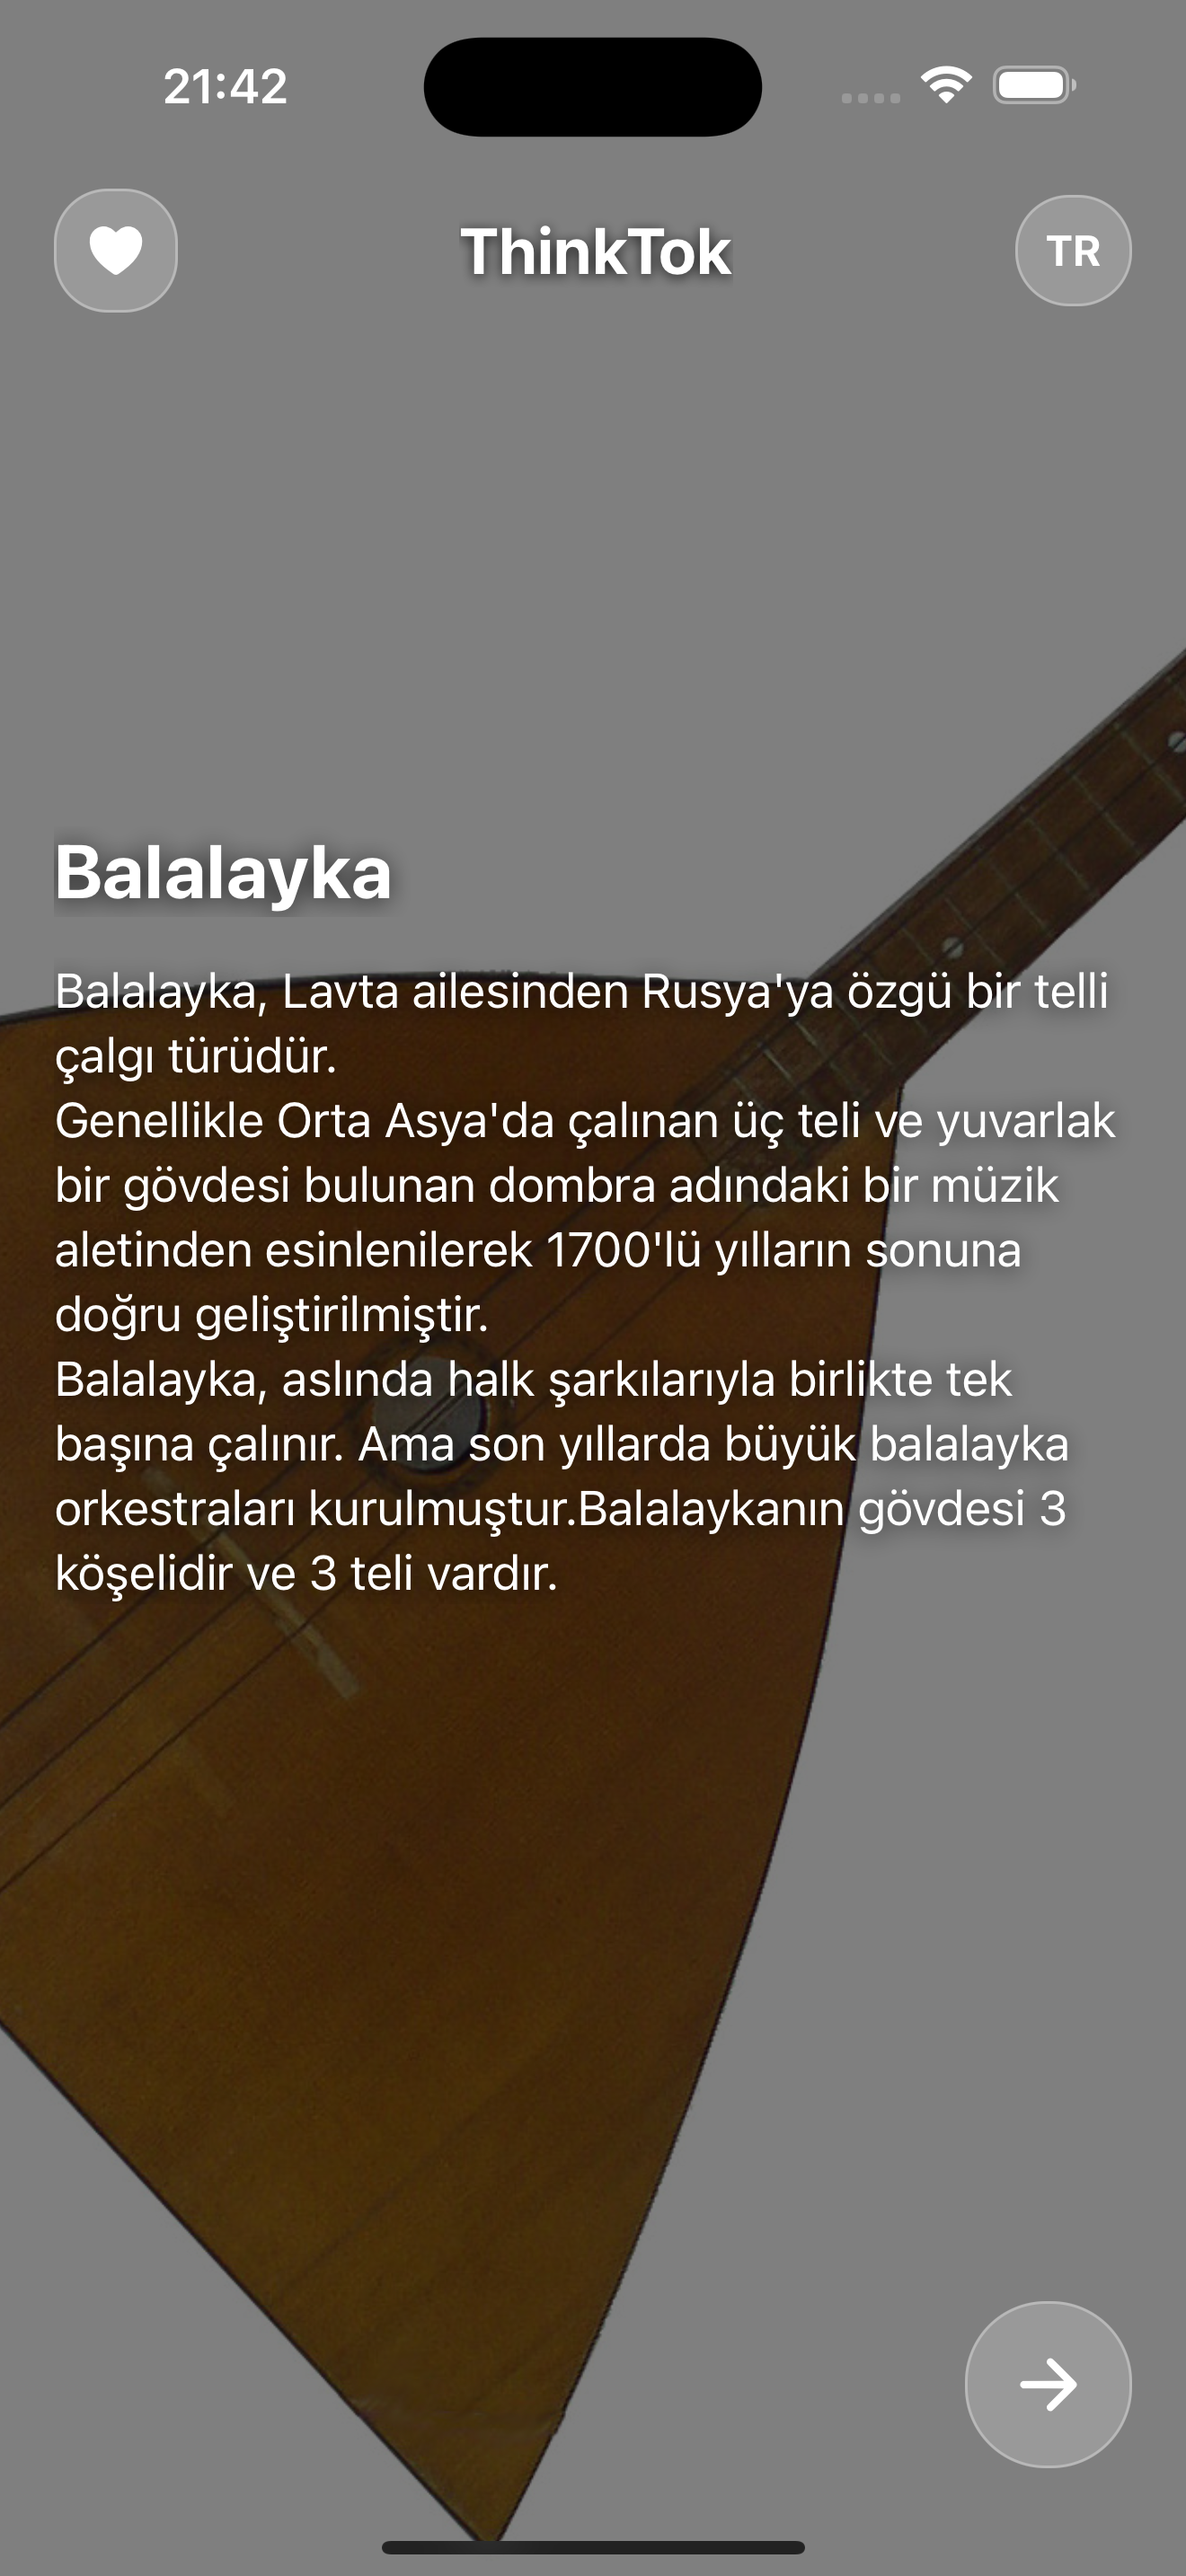 21:42
ThinkTok
TR
Balalayka
Balalayka, Lavta ailesinden Rusya'ya özgü bir telli
çalgı türüdür.
Genellikle Orta Asya'da çalınan üç teli ve yuvarlak
bir gövdesi bulunan dombra adındaki bir müzik
aletinden esinlenilerek 1700'lü yılların sonuna
doğru geliştirilmiştir.
Balalayka, aslında halk şarkılarıyla birlikte tek
başına çalınır. Ama son yıllarda büyük balalayka
orkestraları kurulmuştur.Balalaykanın gövdesi 3
köşelidir ve 3 teli vardır.